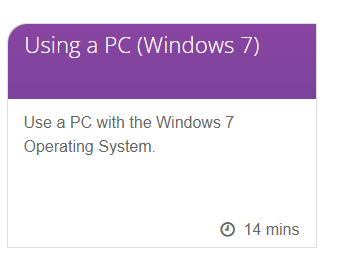 Using a PC (Windows 7)
Use a PC with the Windows 7
Operating System.
14 mins